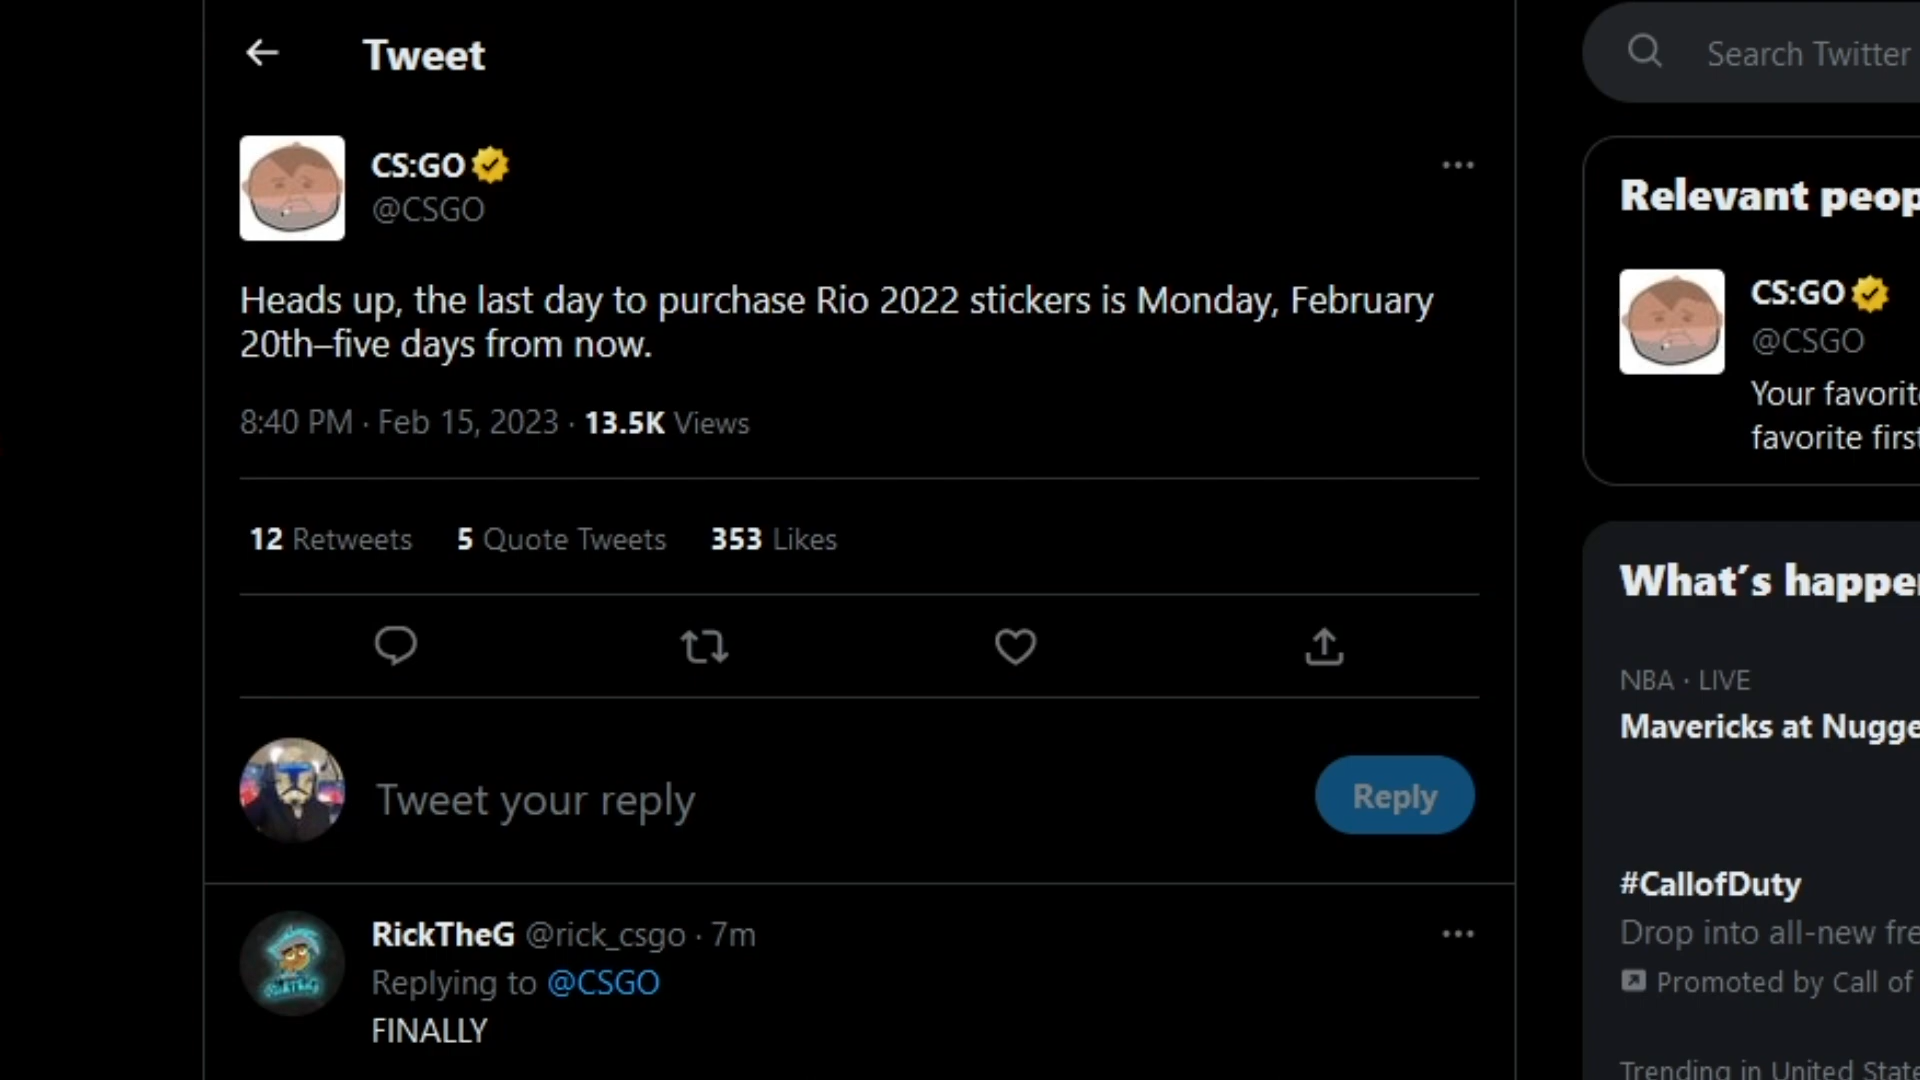 Tweet
CS:GO
@CSGO
Heads up, the last day to purchase Rio 2022 stickers is Monday, February
20th–five days from now.
8:40 PM · Feb 15, 2023 · 13.5K Views
12 Retweets 5 Quote Tweets 353 Likes
Tweet your reply
Reply
RickTheG @rick_csgo · 7m
Replying to @CSGO
FINALLY
Search Twitter
Relevant peop
CS:GO
@CSGO
Your favorite
favorite first
What's happen
NBA · LIVE
Mavericks at Nugge
#CallofDuty
Drop into all-new fre
Promoted by Call of
Trending in United State